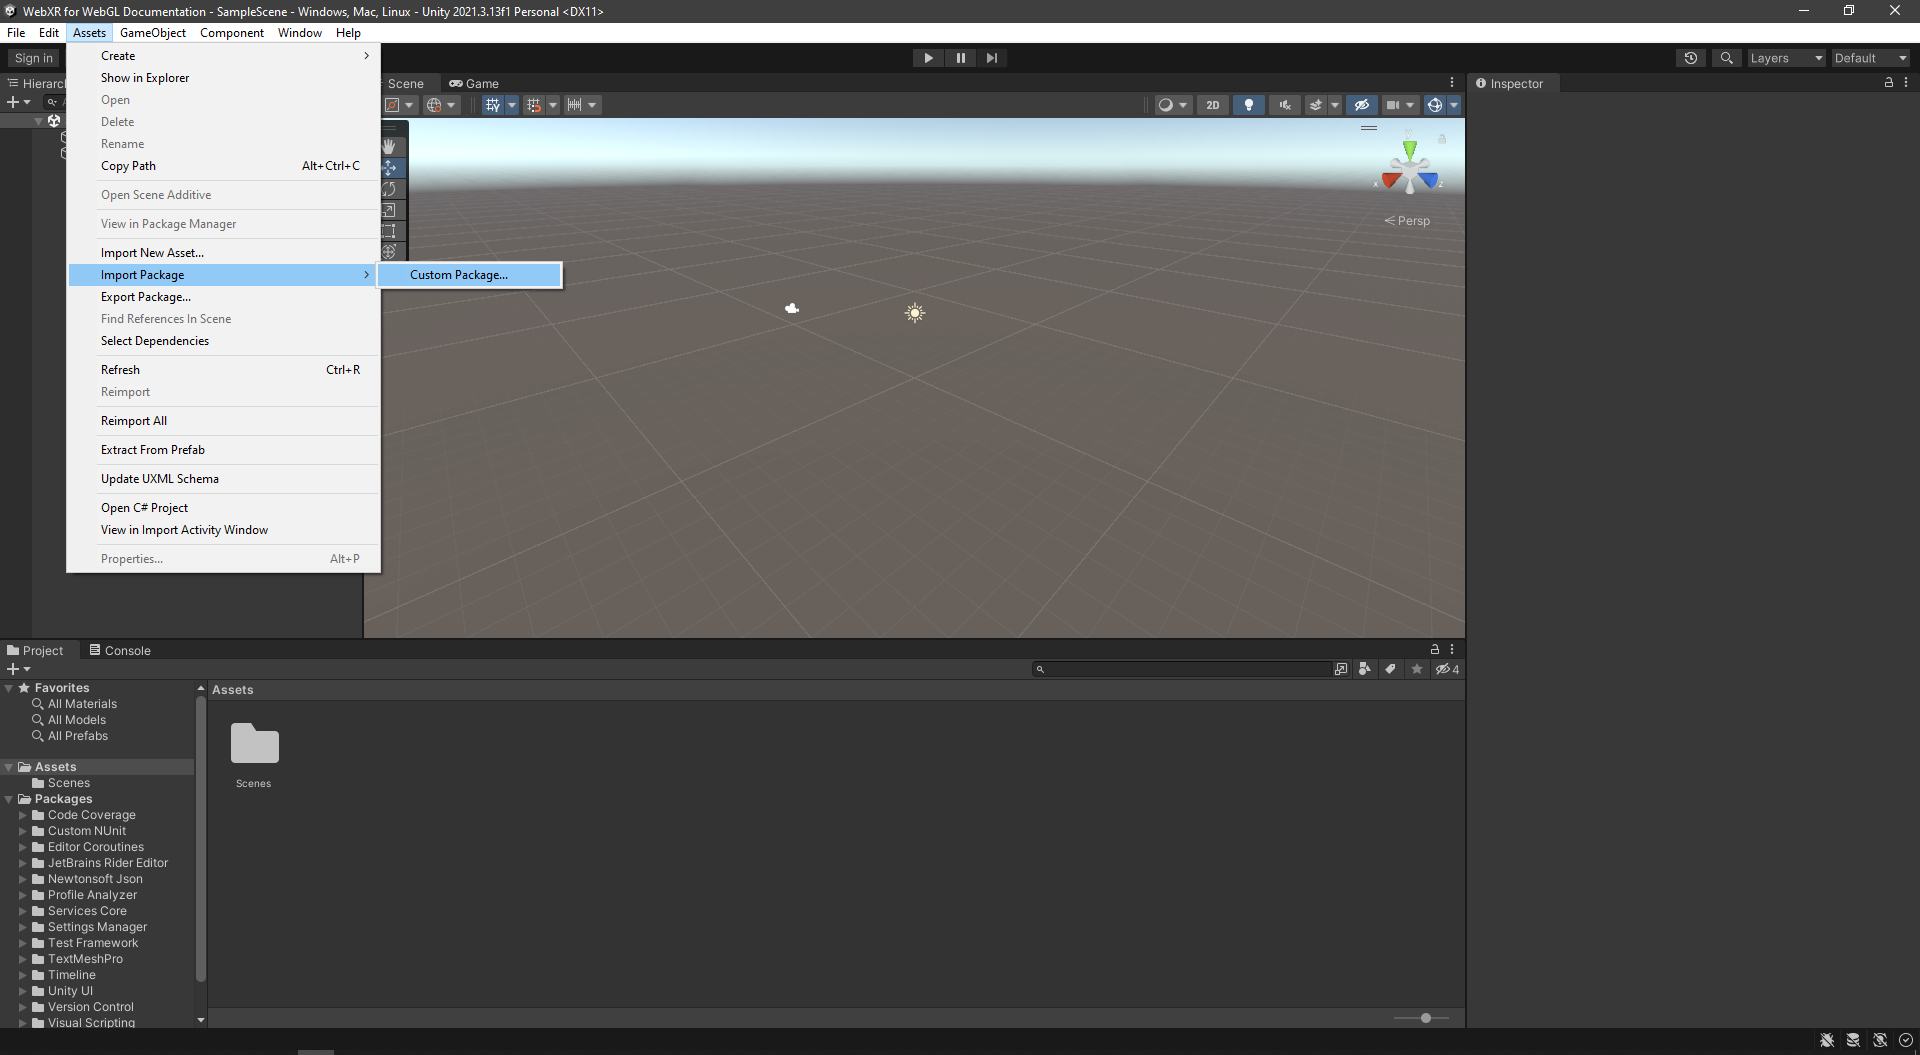 WebXR for WebGL Documentation - SampleScene - Windows, Mac, Linux - Unity 2021.3.13f1 Personal <DX11>
File Edit Assets GameObject Component Window Help
Sign in
Layers Default
Hierarc
Scene Game
Inspector
2D
Create
Show in Explorer
Open
Delete
Rename
Copy Path Alt+Ctrl+C
Open Scene Additive
View in Package Manager
Import New Asset...
Import Package
Custom Package...
Export Package...
Find References In Scene
Select Dependencies
Refresh Ctrl+R
Reimport
Reimport All
Extract From Prefab
Update UXML Schema
Open C# Project
View in Import Activity Window
Properties... Alt+P
y
x z
Persp
Project Console
4
Favorites
All Materials
All Models
All Prefabs
Assets
Scenes
Packages
Code Coverage
Custom NUnit
Editor Coroutines
JetBrains Rider Editor
Newtonsoft Json
Profile Analyzer
Services Core
Settings Manager
Test Framework
TextMeshPro
Timeline
Unity UI
Version Control
Visual Scripting
Assets
Scenes